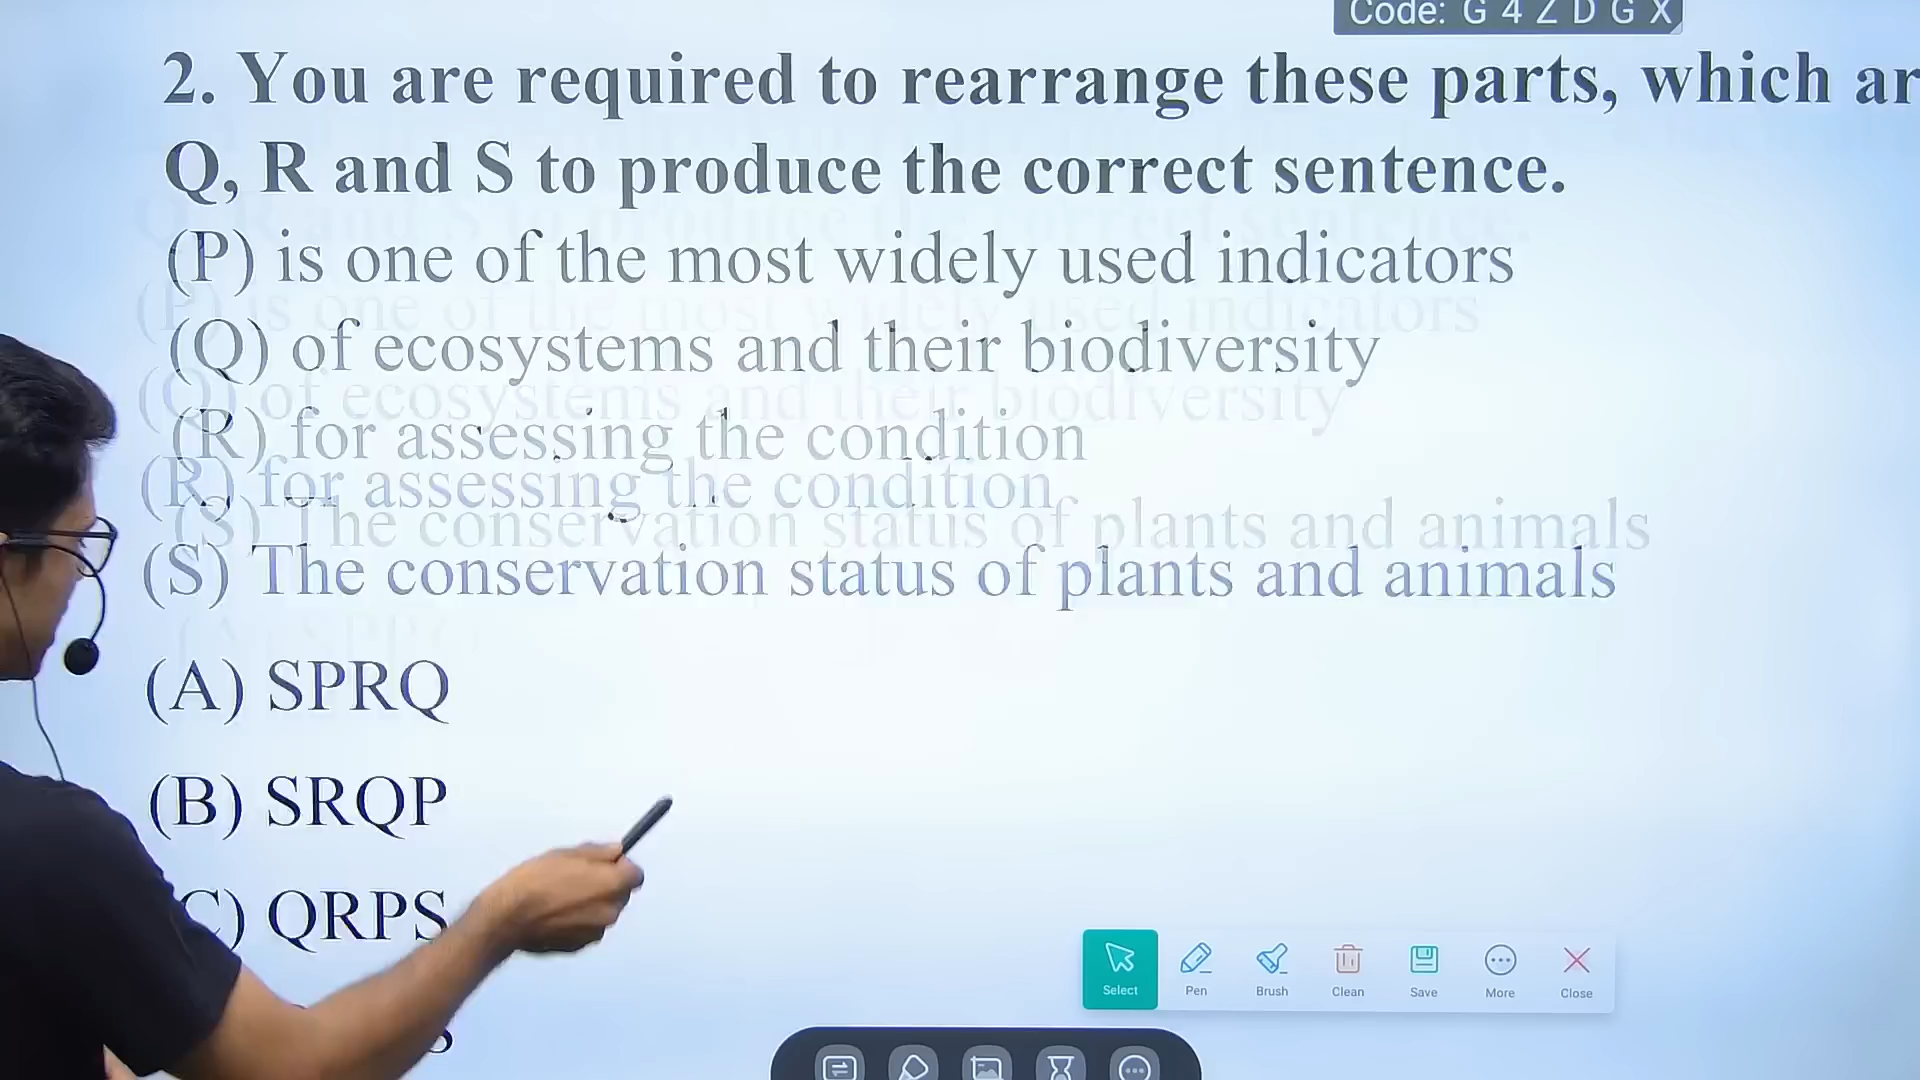 Code: G 4 Z D G X
2. You are required to rearrange these parts, which ar
Q, R and S to produce the correct sentence.
(P) is one of the most widely used indicators
(Q) of ecosystems and their biodiversity
(R) for assessing the condition
(S) The conservation status of plants and animals
(A) SPRQ
(B) SRQP
C) QRPS
Select Pen Brush Clean Save More Close